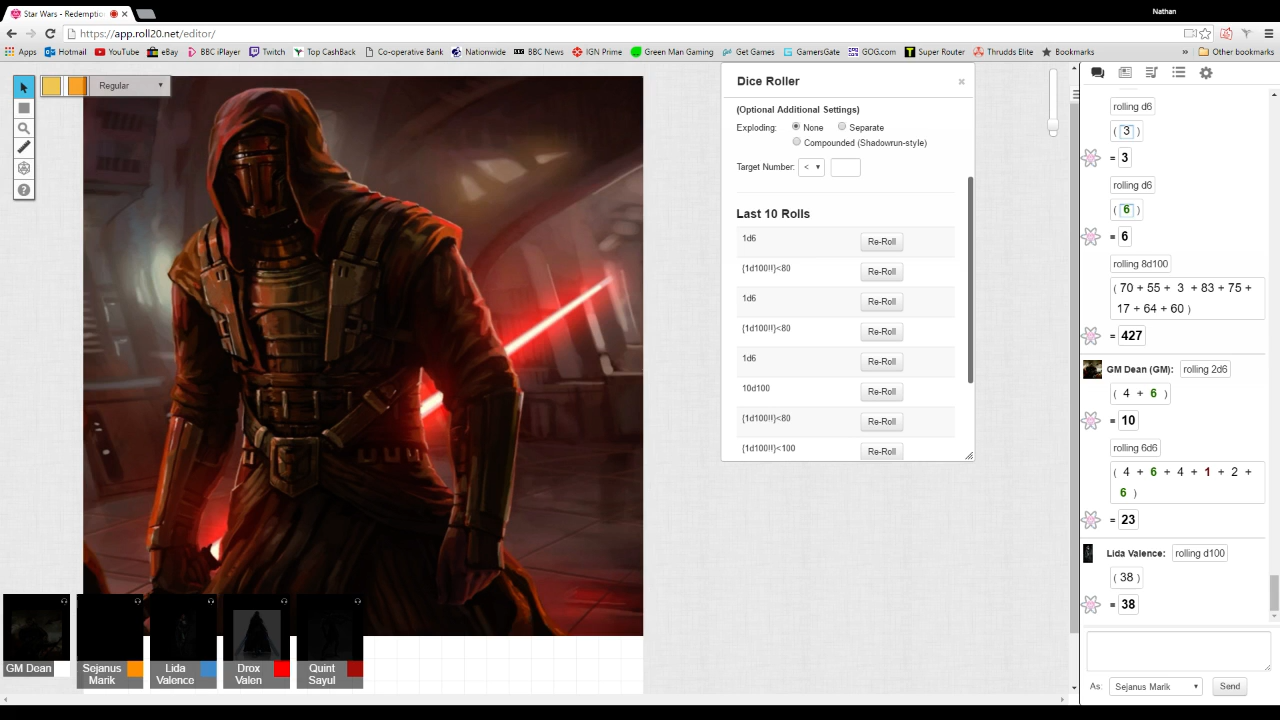 Star Wars - Redemptio
Nathan
https://app.roll20.net/editor/
Apps Hotmail YouTube eBay BBC iPlayer Twitch Top CashBack Co-operative Bank Nationwide BBC News IGN Prime Green Man Gaming Get Games GamersGate GOG.com Super Router Thrudds Elite Bookmarks » Other bookmarks
Regular
Dice Roller
×
(Optional Additional Settings)
Exploding: None Separate
Compounded (Shadowrun-style)
Target Number: <
Last 10 Rolls
1d6 Re-Roll
{1d100!!}<80 Re-Roll
1d6 Re-Roll
{1d100!!}<80 Re-Roll
1d6 Re-Roll
10d100 Re-Roll
{1d100!!}<80 Re-Roll
{1d100!!}<100 Re-Roll
rolling d6
( 3 )
= 3
rolling d6
( 6 )
= 6
rolling 8d100
( 70 + 55 + 3 + 83 + 75 +
17 + 64 + 60 )
= 427
GM Dean (GM): rolling 2d6
( 4 + 6 )
= 10
rolling 6d6
( 4 + 6 + 4 + 1 + 2 +
6 )
= 23
Lida Valence: rolling d100
( 38 )
= 38
As: Sejanus Marik Send
GM Dean
Sejanus
Marik
Lida
Valence
Drox
Valen
Quint
Sayul